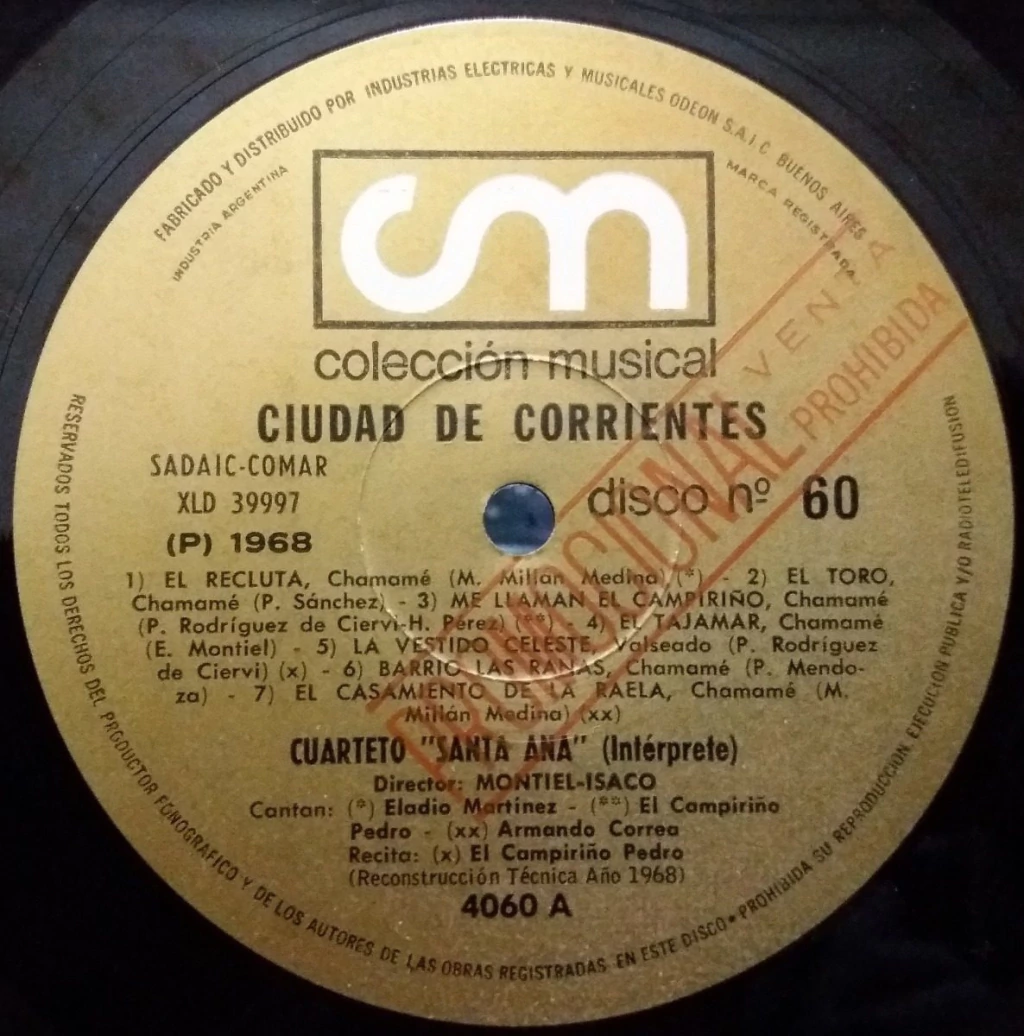 FABRICADO Y DISTRIBUIDO POR INDUSTRIAS ELECTRICAS Y MUSICALES ODEON S.A.I.C BUENOS AIRES
INDUSTRIA ARGENTINA
MARCA REGISTRADA
cm
colección musical
CIUDAD DE CORRIENTES
SADAIC-COMAR
XLD 39997
disco nº 60
(P) 1968
PROMOCIONAL
VENTA
PROHIBIDA
1) EL RECLUTA, Chamamé (M. Millán Medina) (*) - 2) EL TORO,
Chamamé (P. Sánchez) - 3) ME LLAMAN EL CAMPIRIÑO, Chamamé
(P. Rodríguez de Ciervi-H. Pérez) (**) - 4) EL TAJAMAR, Chamamé
(E. Montiel) - 5) LA VESTIDO CELESTE, Valseado (P. Rodríguez
de Ciervi) (x) - 6) BARRIO LAS RANAS, Chamamé (P. Mendo-
za) - 7) EL CASAMIENTO DE LA RAELA, Chamamé (M.
Millán Medina) (xx)
CUARTETO "SANTA ANA" (Intérprete)
Director: MONTIEL-ISACO
Cantan: (*) Eladio Martínez - (**) El Campiriño
Pedro - (xx) Armando Correa
Recita: (x) El Campiriño Pedro
(Reconstrucción Técnica Año 1968)
4060 A
RESERVADOS TODOS LOS DERECHOS DEL PRODUCTOR FONOGRAFICO Y DE LOS AUTORES DE LAS OBRAS REGISTRADAS EN ESTE DISCO • PROHIBIDA SU REPRODUCCION, EJECUCION PUBLICA Y/O RADIOTELEDIFUSION